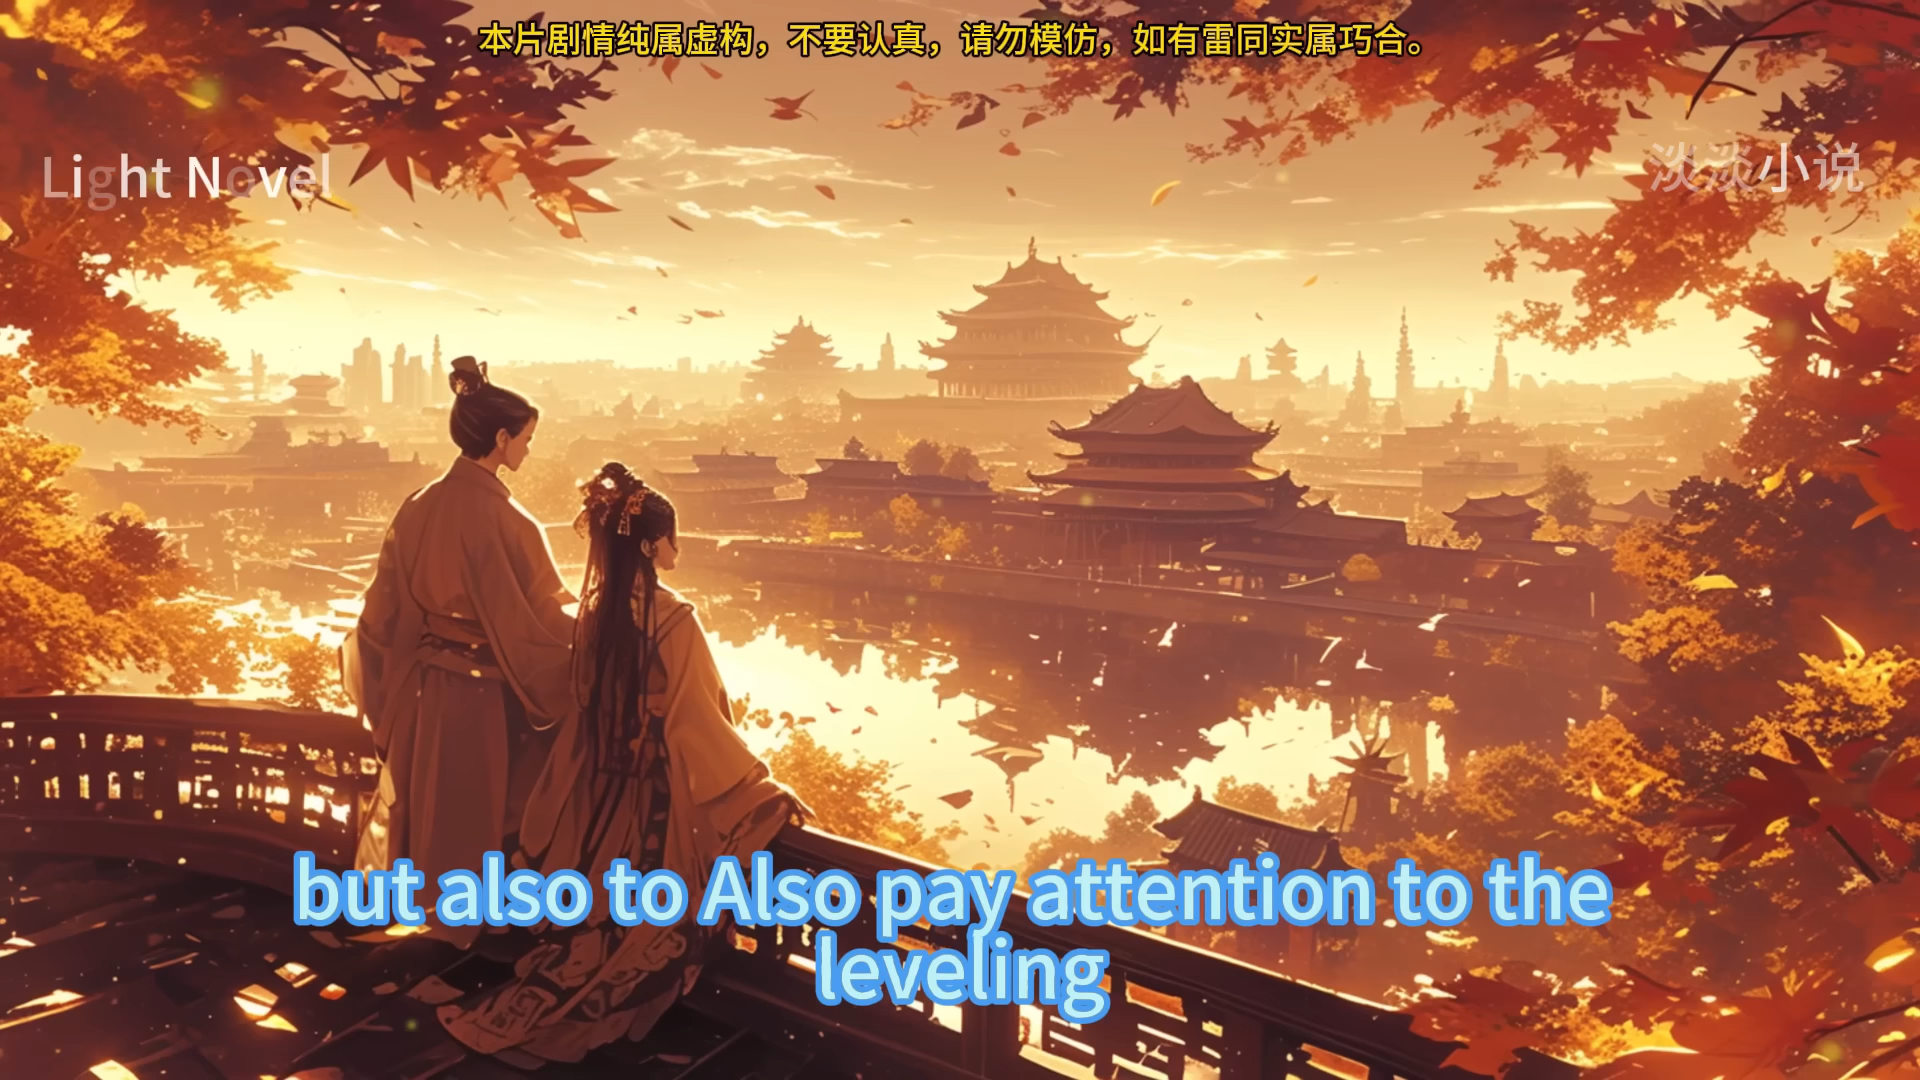 本片剧情纯属虚构，不要认真，请勿模仿，如有雷同实属巧合。
Light Novel
淡淡小说
but also to Also pay attention to the
leveling